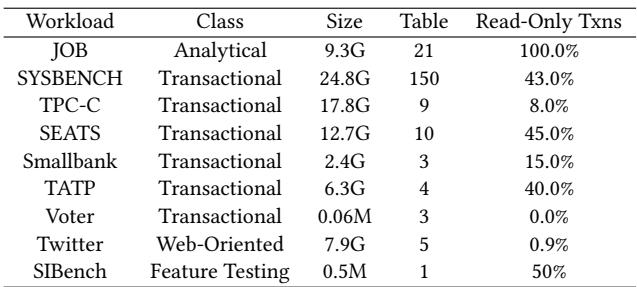 Workload Class Size Table Read-Only Txns
JOB Analytical 9.3G 21 100.0%
SYSBENCH Transactional 24.8G 150 43.0%
TPC-C Transactional 17.8G 9 8.0%
SEATS Transactional 12.7G 10 45.0%
Smallbank Transactional 2.4G 3 15.0%
TATP Transactional 6.3G 4 40.0%
Voter Transactional 0.06M 3 0.0%
Twitter Web-Oriented 7.9G 5 0.9%
SIBench Feature Testing 0.5M 1 50%